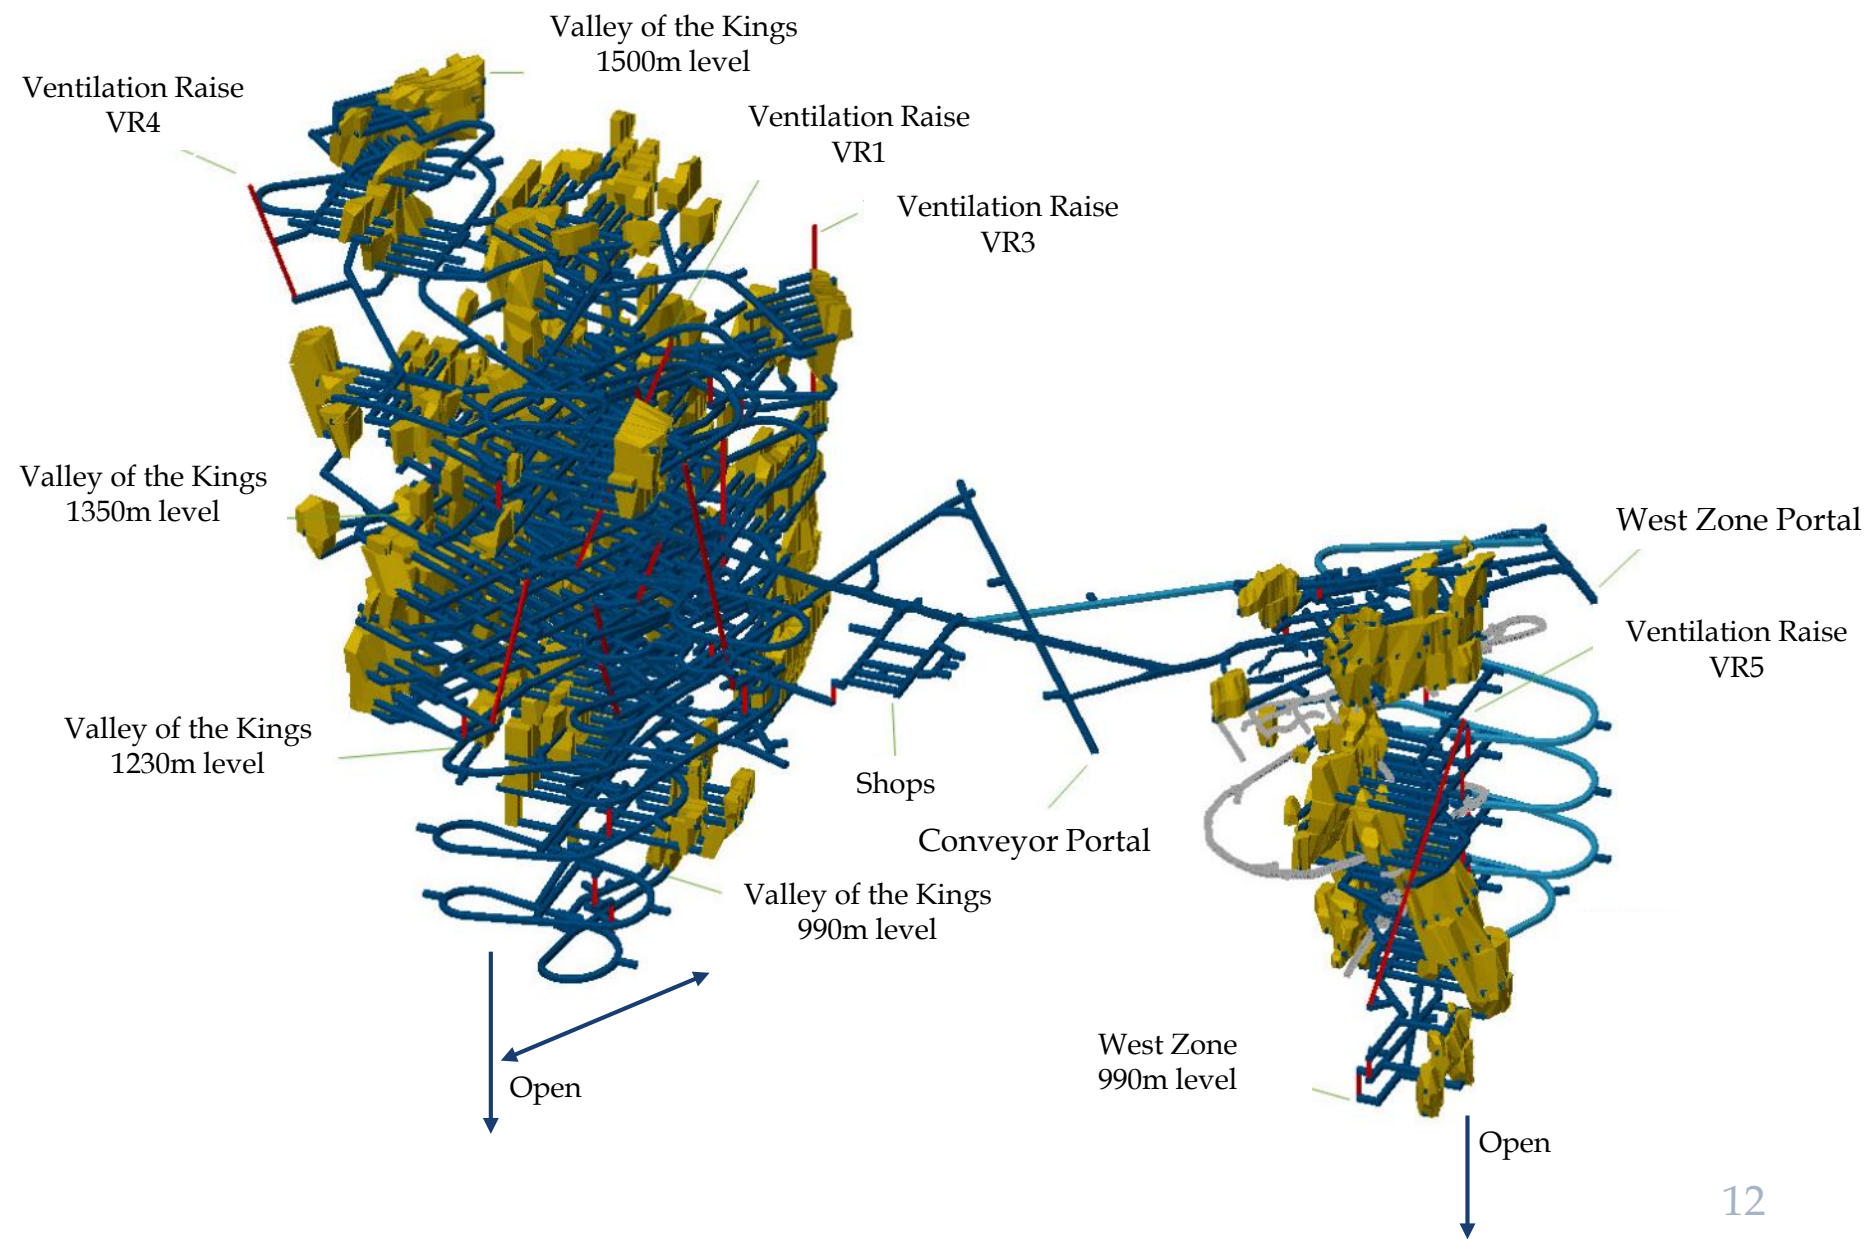 Valley of the Kings
1500m level
Ventilation Raise
VR4
Ventilation Raise
VR1
Ventilation Raise
VR3
Valley of the Kings
1350m level
West Zone Portal
Ventilation Raise
VR5
Valley of the Kings
1230m level
Shops
Conveyor Portal
Valley of the Kings
990m level
West Zone
990m level
Open
Open
12